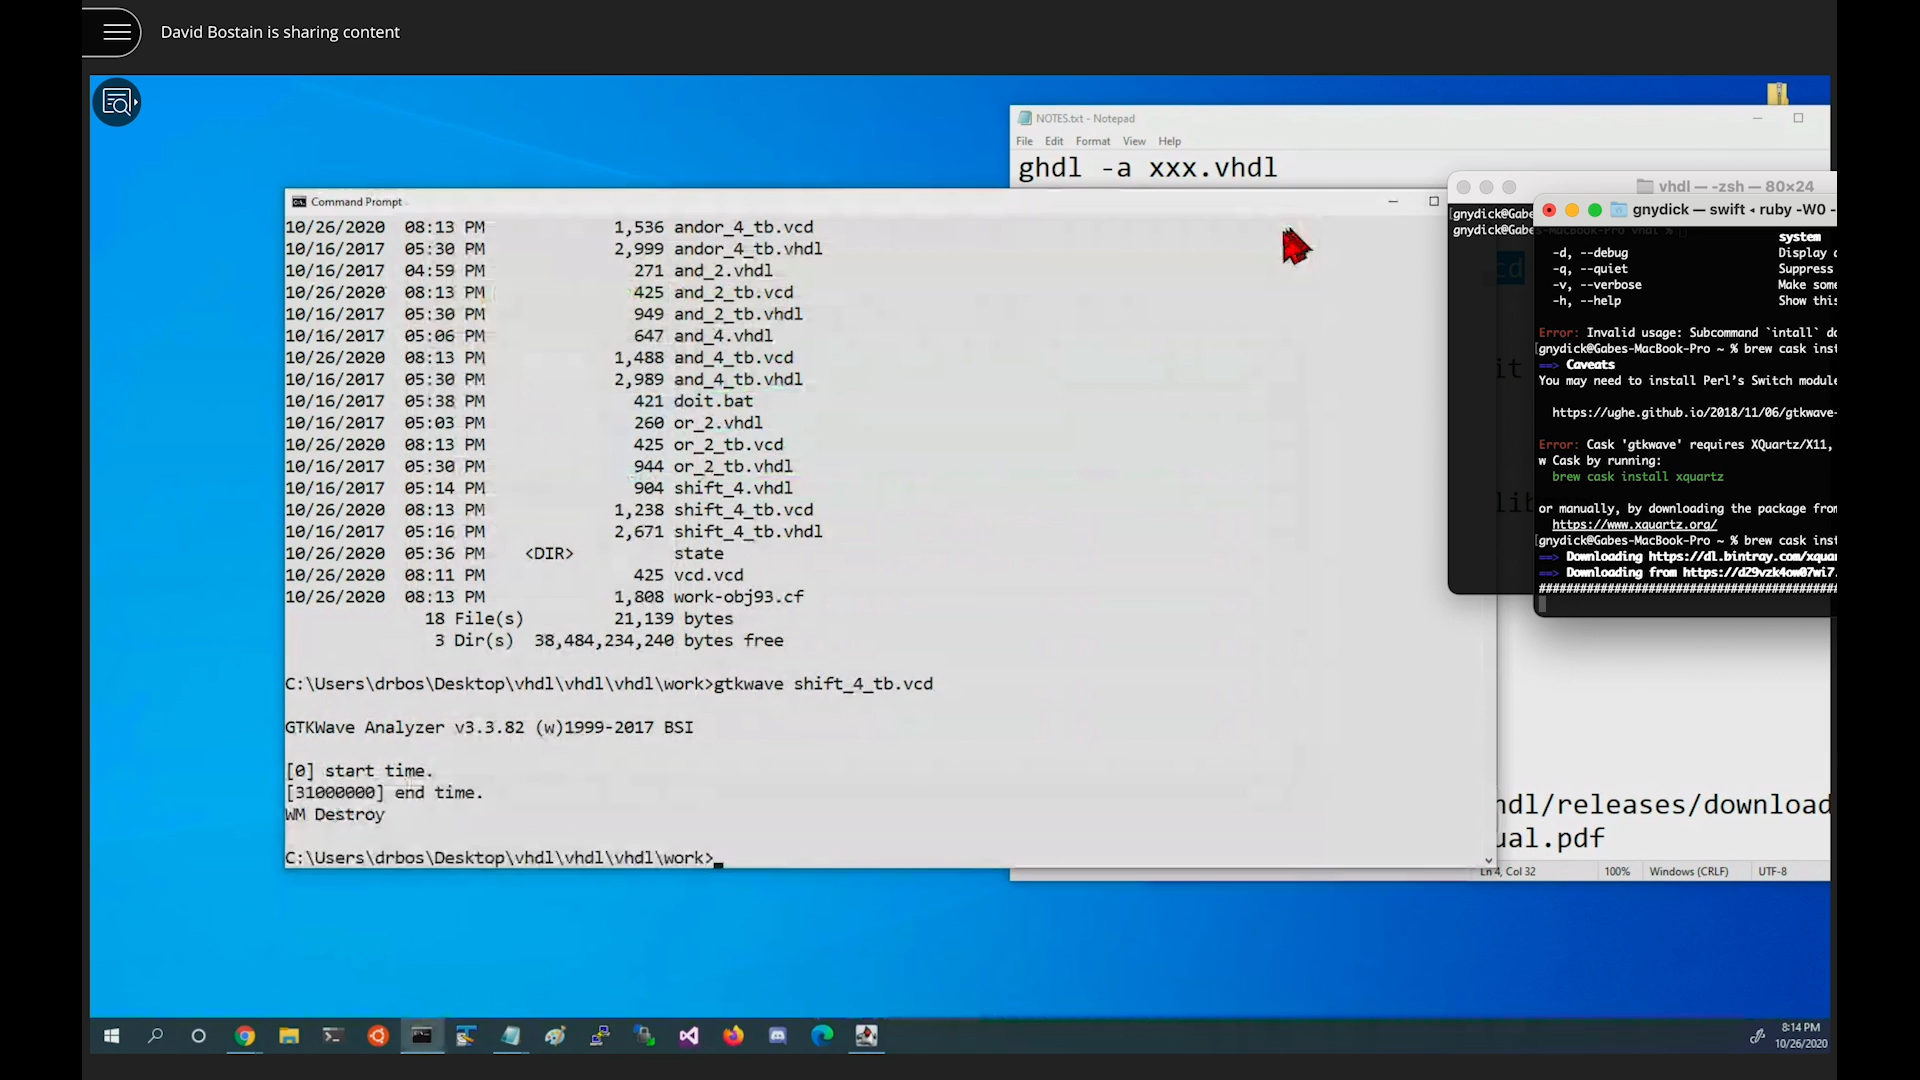 David Bostain is sharing content
NOTES.txt - Notepad
File Edit Format View Help
ghdl -a xxx.vhdl
Command Prompt
10/26/2020 08:13 PM 1,536 andor_4_tb.vcd
10/16/2017 05:30 PM 2,999 andor_4_tb.vhdl
10/16/2017 04:59 PM 271 and_2.vhdl
10/26/2020 08:13 PM 425 and_2_tb.vcd
10/16/2017 05:30 PM 949 and_2_tb.vhdl
10/16/2017 05:06 PM 647 and_4.vhdl
10/26/2020 08:13 PM 1,488 and_4_tb.vcd
10/16/2017 05:30 PM 2,989 and_4_tb.vhdl
10/16/2017 05:38 PM 421 doit.bat
10/16/2017 05:03 PM 260 or_2.vhdl
10/26/2020 08:13 PM 425 or_2_tb.vcd
10/16/2017 05:30 PM 944 or_2_tb.vhdl
10/16/2017 05:14 PM 904 shift_4.vhdl
10/26/2020 08:13 PM 1,238 shift_4_tb.vcd
10/16/2017 05:16 PM 2,671 shift_4_tb.vhdl
10/26/2020 05:36 PM <DIR> state
10/26/2020 08:11 PM 425 vcd.vcd
10/26/2020 08:13 PM 1,808 work-obj93.cf
18 File(s) 21,139 bytes
3 Dir(s) 38,484,234,240 bytes free
C:\Users\drbos\Desktop\vhdl\vhdl\vhdl\work>gtkwave shift_4_tb.vcd
GTKWave Analyzer v3.3.82 (w)1999-2017 BSI
[0] start time.
[31000000] end time.
WM Destroy
C:\Users\drbos\Desktop\vhdl\vhdl\vhdl\work>
vhdl — -zsh — 80×24
[gnydick@Gabe
gnydick@Gabes-MacBook-Pro vhdl %
gnydick — swift ◂ ruby -W0 -
system
-d, --debug Display
-q, --quiet Suppress
-v, --verbose Make some
-h, --help Show this
Error: Invalid usage: Subcommand `intall` do
[gnydick@Gabes-MacBook-Pro ~ % brew cask inst
==> Caveats
You may need to install Perl’s Switch module
https://ughe.github.io/2018/11/06/gtkwave-
Error: Cask 'gtkwave' requires XQuartz/X11,
w Cask by running:
brew cask install xquartz
or manually, by downloading the package from
https://www.xquartz.org/
[gnydick@Gabes-MacBook-Pro ~ % brew cask inst
==> Downloading https://dl.bintray.com/xqua
==> Downloading from https://d29vzk4ow07wi7.
cd
it
lib
hdl/releases/download
ual.pdf
Ln 4, Col 32 100% Windows (CRLF) UTF-8
8:14 PM
10/26/2020